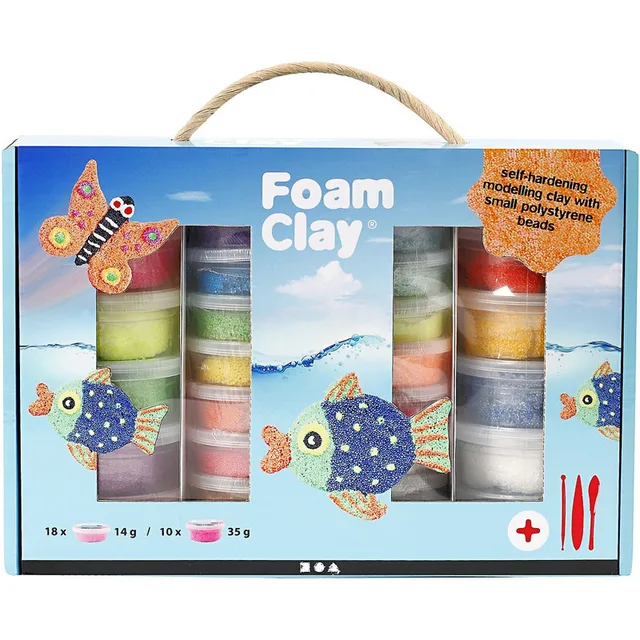 Foam
Clay®
self-hardening
modelling clay with
small polystyrene
beads
18 x 14 g / 10 x 35 g